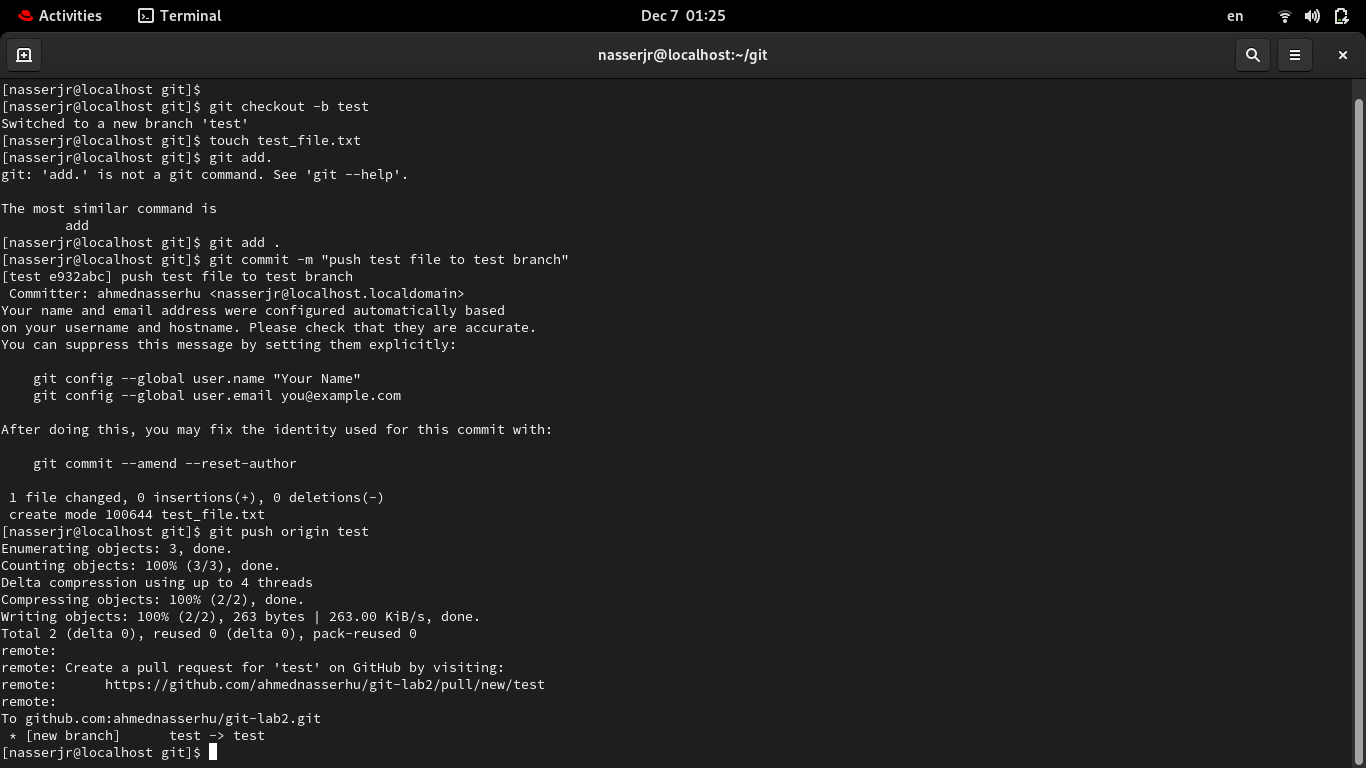 Activities Terminal Dec 7 01:25 en
nasserjr@localhost:~/git
[nasserjr@localhost git]$
[nasserjr@localhost git]$ git checkout -b test
Switched to a new branch 'test'
[nasserjr@localhost git]$ touch test_file.txt
[nasserjr@localhost git]$ git add.
git: 'add.' is not a git command. See 'git --help'.

The most similar command is
        add
[nasserjr@localhost git]$ git add .
[nasserjr@localhost git]$ git commit -m "push test file to test branch"
[test e932abc] push test file to test branch
 Committer: ahmednasserhu <nasserjr@localhost.localdomain>
Your name and email address were configured automatically based
on your username and hostname. Please check that they are accurate.
You can suppress this message by setting them explicitly:

    git config --global user.name "Your Name"
    git config --global user.email you@example.com

After doing this, you may fix the identity used for this commit with:

    git commit --amend --reset-author

 1 file changed, 0 insertions(+), 0 deletions(-)
 create mode 100644 test_file.txt
[nasserjr@localhost git]$ git push origin test
Enumerating objects: 3, done.
Counting objects: 100% (3/3), done.
Delta compression using up to 4 threads
Compressing objects: 100% (2/2), done.
Writing objects: 100% (2/2), 263 bytes | 263.00 KiB/s, done.
Total 2 (delta 0), reused 0 (delta 0), pack-reused 0
remote:
remote: Create a pull request for 'test' on GitHub by visiting:
remote:      https://github.com/ahmednasserhu/git-lab2/pull/new/test
remote:
To github.com:ahmednasserhu/git-lab2.git
 * [new branch]      test -> test
[nasserjr@localhost git]$